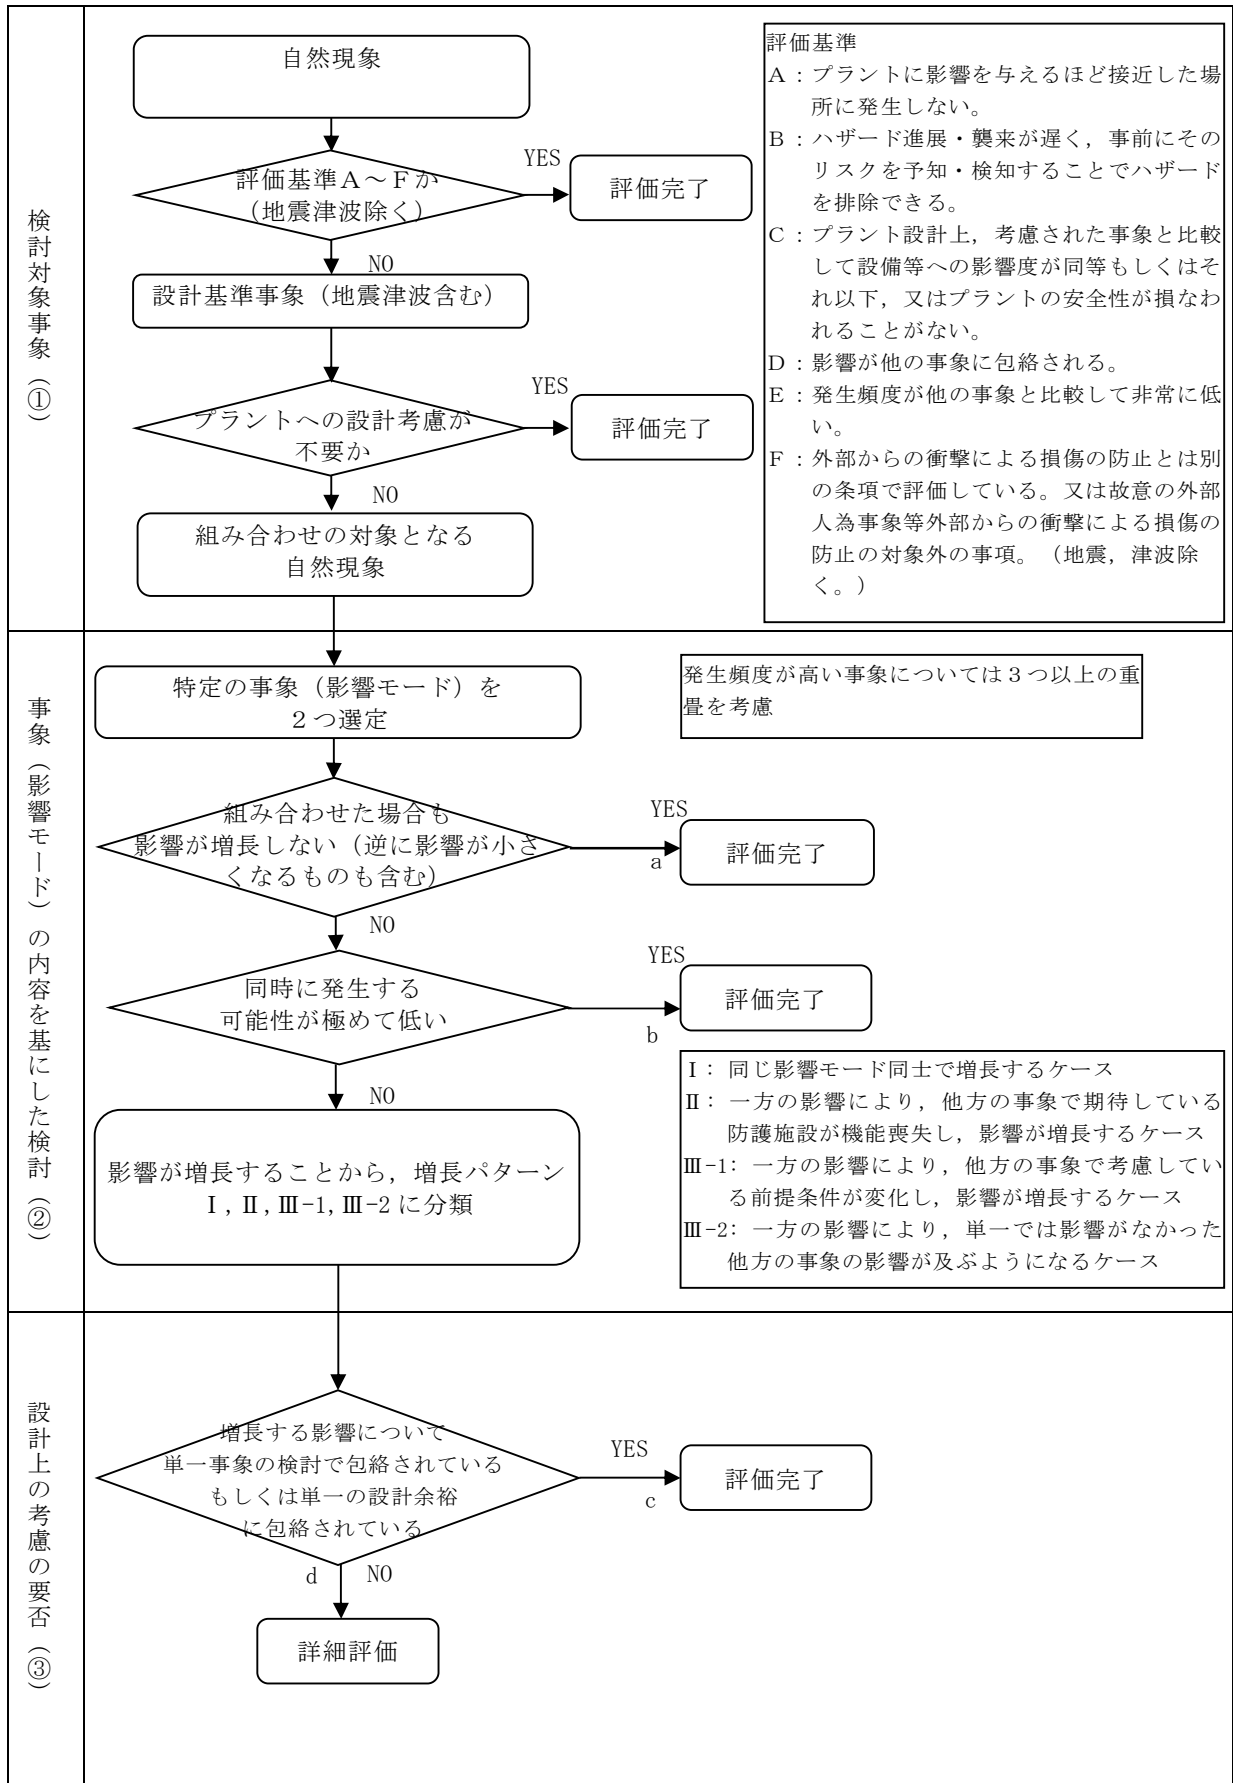 検討対象事象（①）
自然現象
評価基準Ａ～Ｆか
（地震津波除く）
YES
評価完了
NO
設計基準事象（地震津波含む）
プラントへの設計考慮が
不要か
YES
評価完了
NO
組み合わせの対象となる
自然現象
評価基準
Ａ：プラントに影響を与えるほど接近した場
所に発生しない。
Ｂ：ハザード進展・襲来が遅く，事前にその
リスクを予知・検知することでハザード
を排除できる。
Ｃ：プラント設計上，考慮された事象と比較
して設備等への影響度が同等もしくはそ
れ以下，又はプラントの安全性が損なわ
れることがない。
Ｄ：影響が他の事象に包絡される。
Ｅ：発生頻度が他の事象と比較して非常に低
い。
Ｆ：外部からの衝撃による損傷の防止とは別
の条項で評価している。又は故意の外部
人為事象等外部からの衝撃による損傷の
防止の対象外の事項。（地震，津波除
く。）
事象（影響モード）の内容を基にした検討（②）
特定の事象（影響モード）を
２つ選定
発生頻度が高い事象については３つ以上の重
畳を考慮
組み合わせた場合も
影響が増長しない（逆に影響が小さ
くなるものも含む）
YES
a
評価完了
NO
同時に発生する
可能性が極めて低い
YES
b
評価完了
NO
影響が増長することから，増長パターン
Ⅰ,Ⅱ,Ⅲ-1,Ⅲ-2 に分類
Ⅰ： 同じ影響モード同士で増長するケース
Ⅱ： 一方の影響により，他方の事象で期待している
防護施設が機能喪失し，影響が増長するケース
Ⅲ-1: 一方の影響により，他方の事象で考慮してい
る前提条件が変化し，影響が増長するケース
Ⅲ-2: 一方の影響により，単一では影響がなかった
他方の事象の影響が及ぶようになるケース
設計上の考慮の要否（③）
増長する影響について
単一事象の検討で包絡されている
もしくは単一の設計余裕
に包絡されている
YES
c
評価完了
d
NO
詳細評価